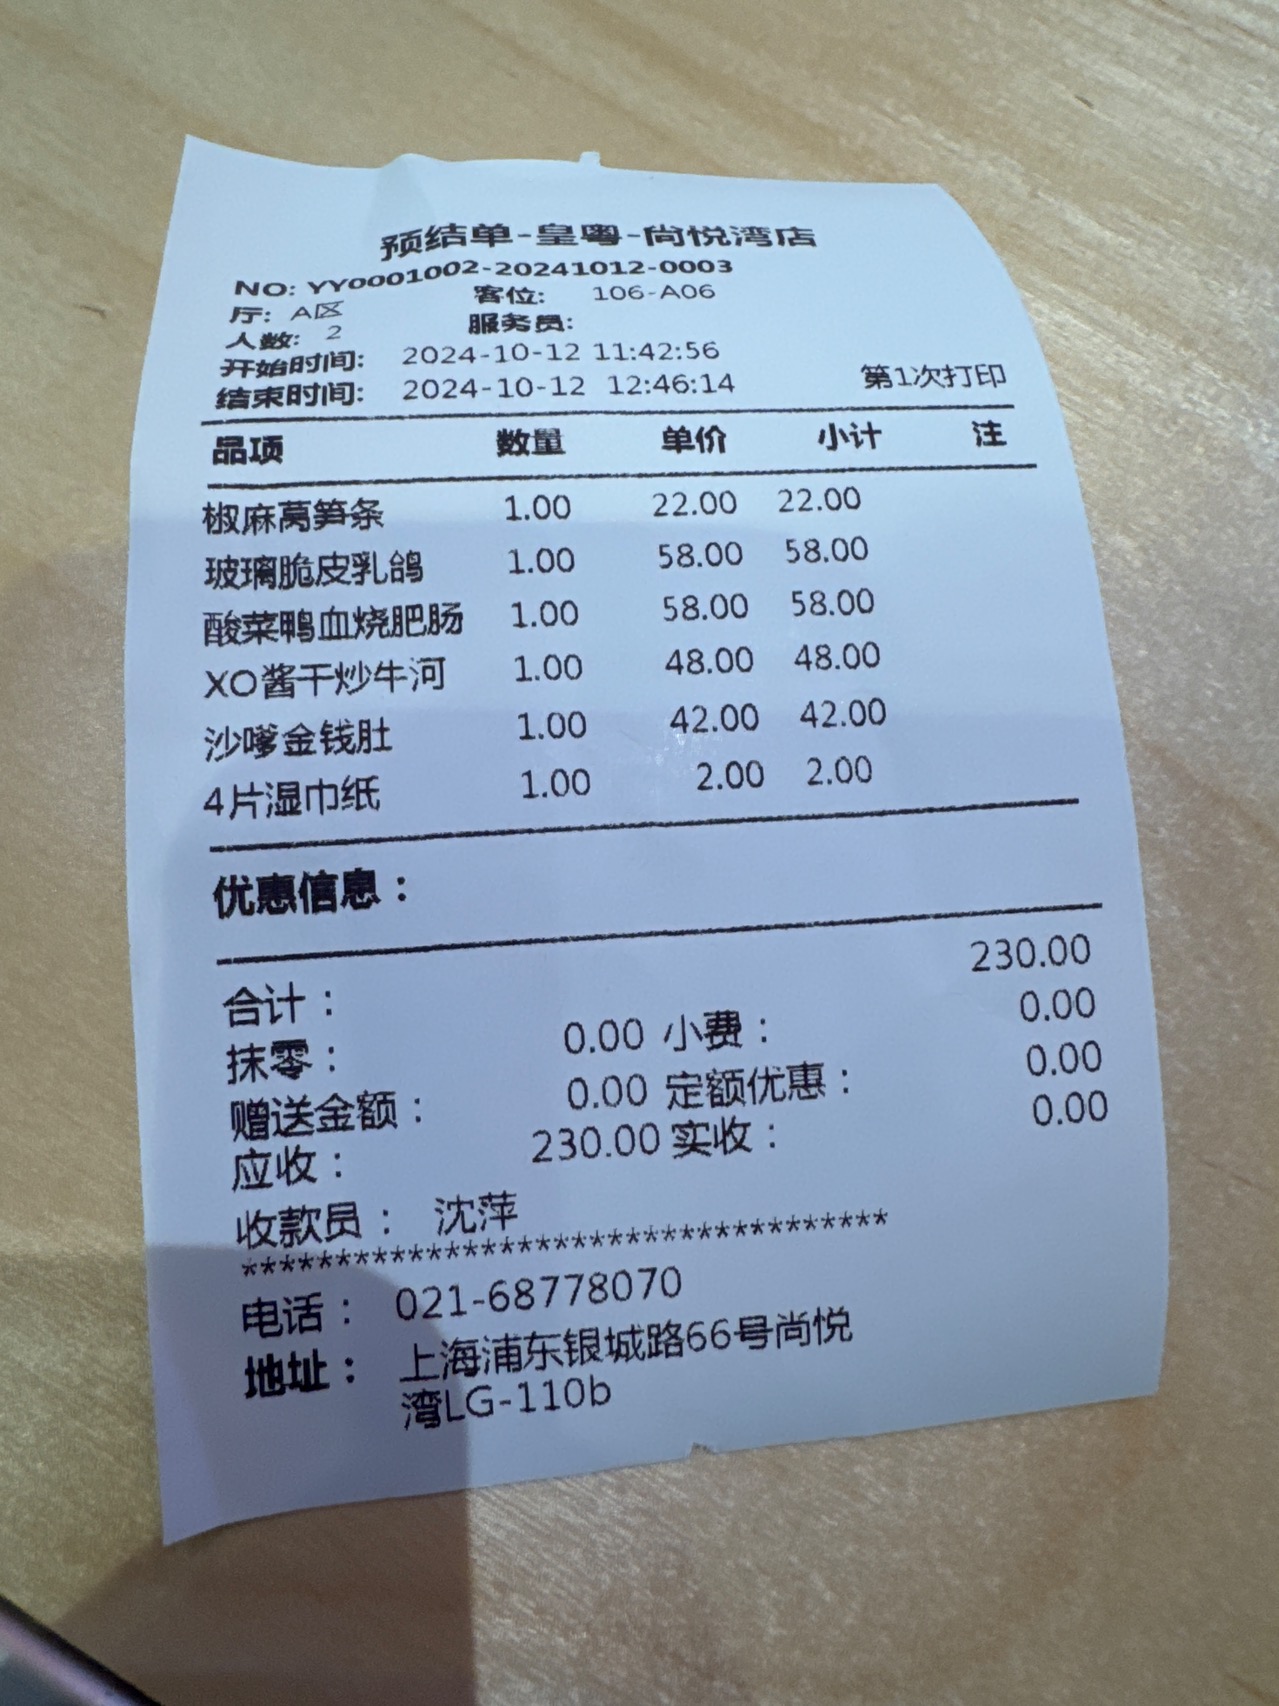 预结单-皇粤-尚悦湾店
NO: YY0001002-20241012-0003
厅: A区 客位: 106-A06
人数: 2 服务员:
开始时间: 2024-10-12 11:42:56
结束时间: 2024-10-12 12:46:14 第1次打印
品项 数量 单价 小计 注
椒麻莴笋条 1.00 22.00 22.00
玻璃脆皮乳鸽 1.00 58.00 58.00
酸菜鸭血烧肥肠 1.00 58.00 58.00
XO酱干炒牛河 1.00 48.00 48.00
沙嗲金钱肚 1.00 42.00 42.00
4片湿巾纸 1.00 2.00 2.00
优惠信息：
合计： 230.00
抹零： 0.00 小费： 0.00
赠送金额： 0.00 定额优惠： 0.00
应收： 230.00 实收： 0.00
收款员： 沈萍
***********************************
电话： 021-68778070
地址： 上海浦东银城路66号尚悦
湾LG-110b